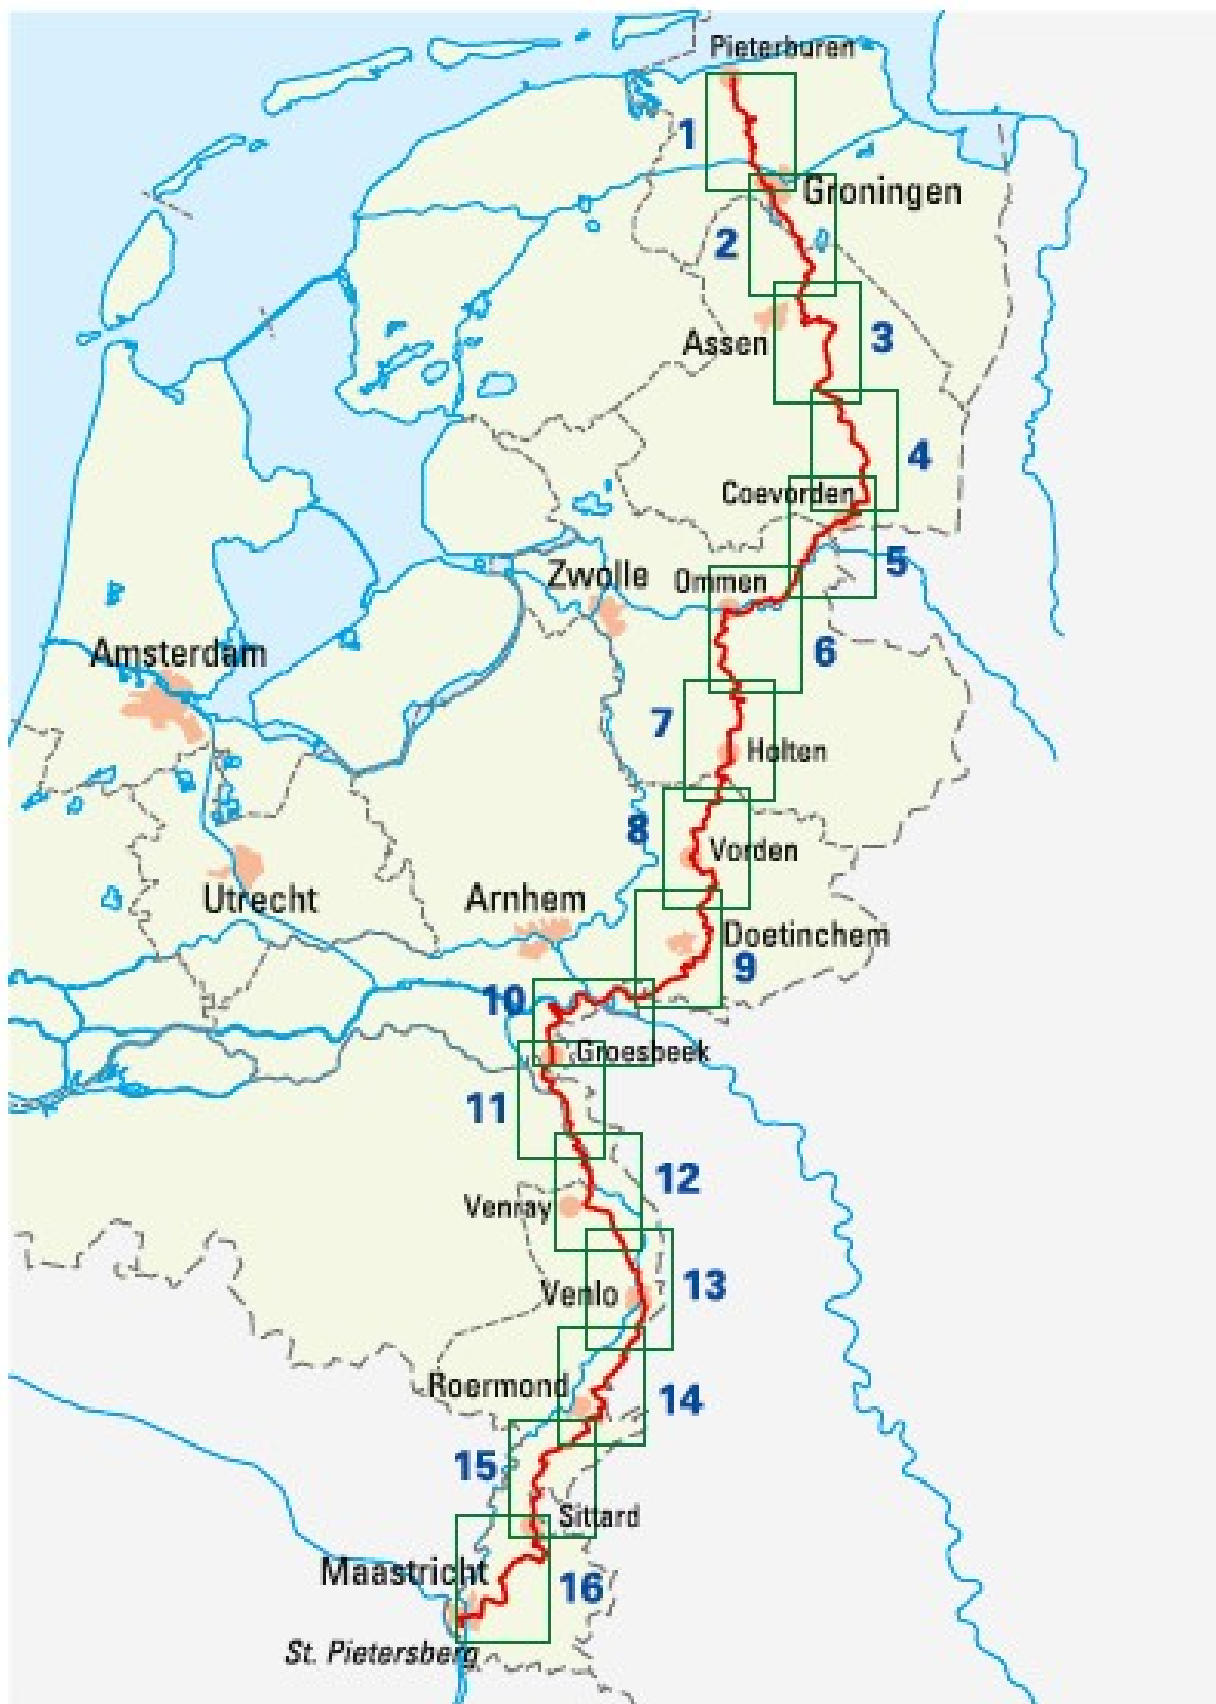 Pieterburen
1
Groningen
2
3
Assen
4
Coevorden
5
Zwolle
Ommen
6
Amsterdam
7
Holten
8
Vorden
Utrecht
Arnhem
Doetinchem
9
10
Groesbeek
11
12
Venray
13
Venlo
Roermond
14
15
Sittard
Maastricht
16
St. Pietersberg